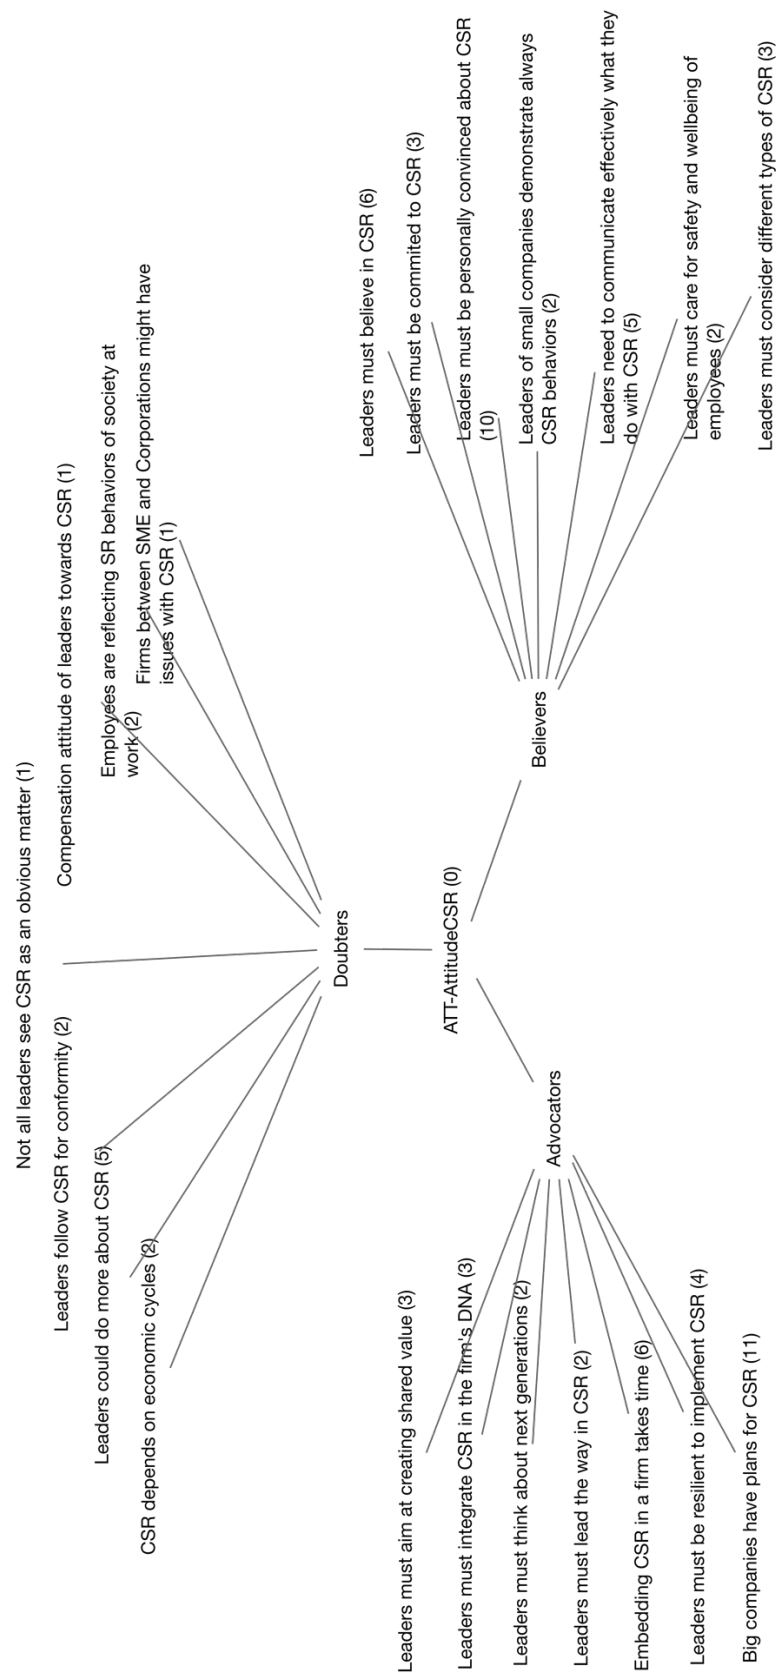 Not all leaders see CSR as an obvious matter (1)
Leaders follow CSR for conformity (2)
Compensation attitude of leaders towards CSR (1)
Leaders could do more about CSR (5)
Employees are reflecting SR behaviors of society at
work (2)
CSR depends on economic cycles (2)
Firms between SME and Corporations might have
issues with CSR (1)
Doubters
ATT-AttitudeCSR (0)
Advocators
Believers
Leaders must aim at creating shared value (3)
Leaders must integrate CSR in the firm's DNA (3)
Leaders must think about next generations (2)
Leaders must lead the way in CSR (2)
Embedding CSR in a firm takes time (6)
Leaders must be resilient to implement CSR (4)
Big companies have plans for CSR (11)
Leaders must believe in CSR (6)
Leaders must be commited to CSR (3)
Leaders must be personally convinced about CSR
(10)
Leaders of small companies demonstrate always
CSR behaviors (2)
Leaders need to communicate effectively what they
do with CSR (5)
Leaders must care for safety and wellbeing of
employees (2)
Leaders must consider different types of CSR (3)